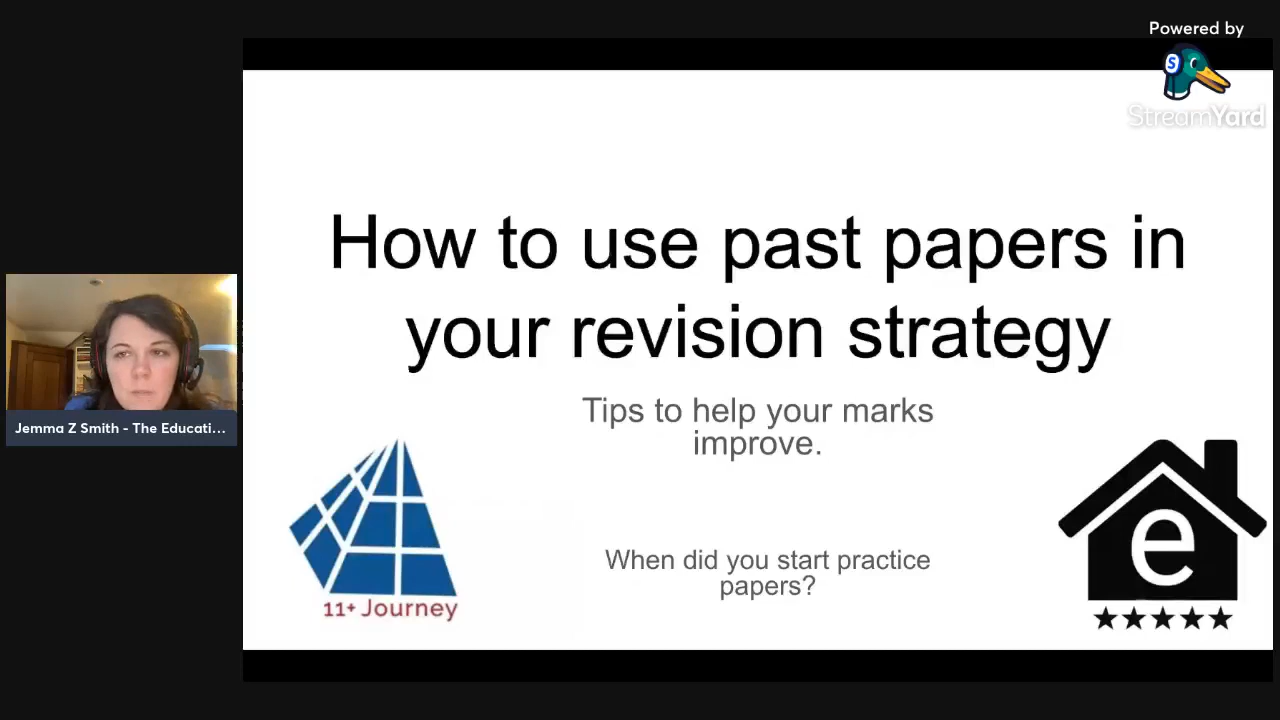 Powered by
S
StreamYard
How to use past papers in
your revision strategy
Tips to help your marks
improve.
Jemma Z Smith - The Educati...
e
When did you start practice
papers?
11+ Journey